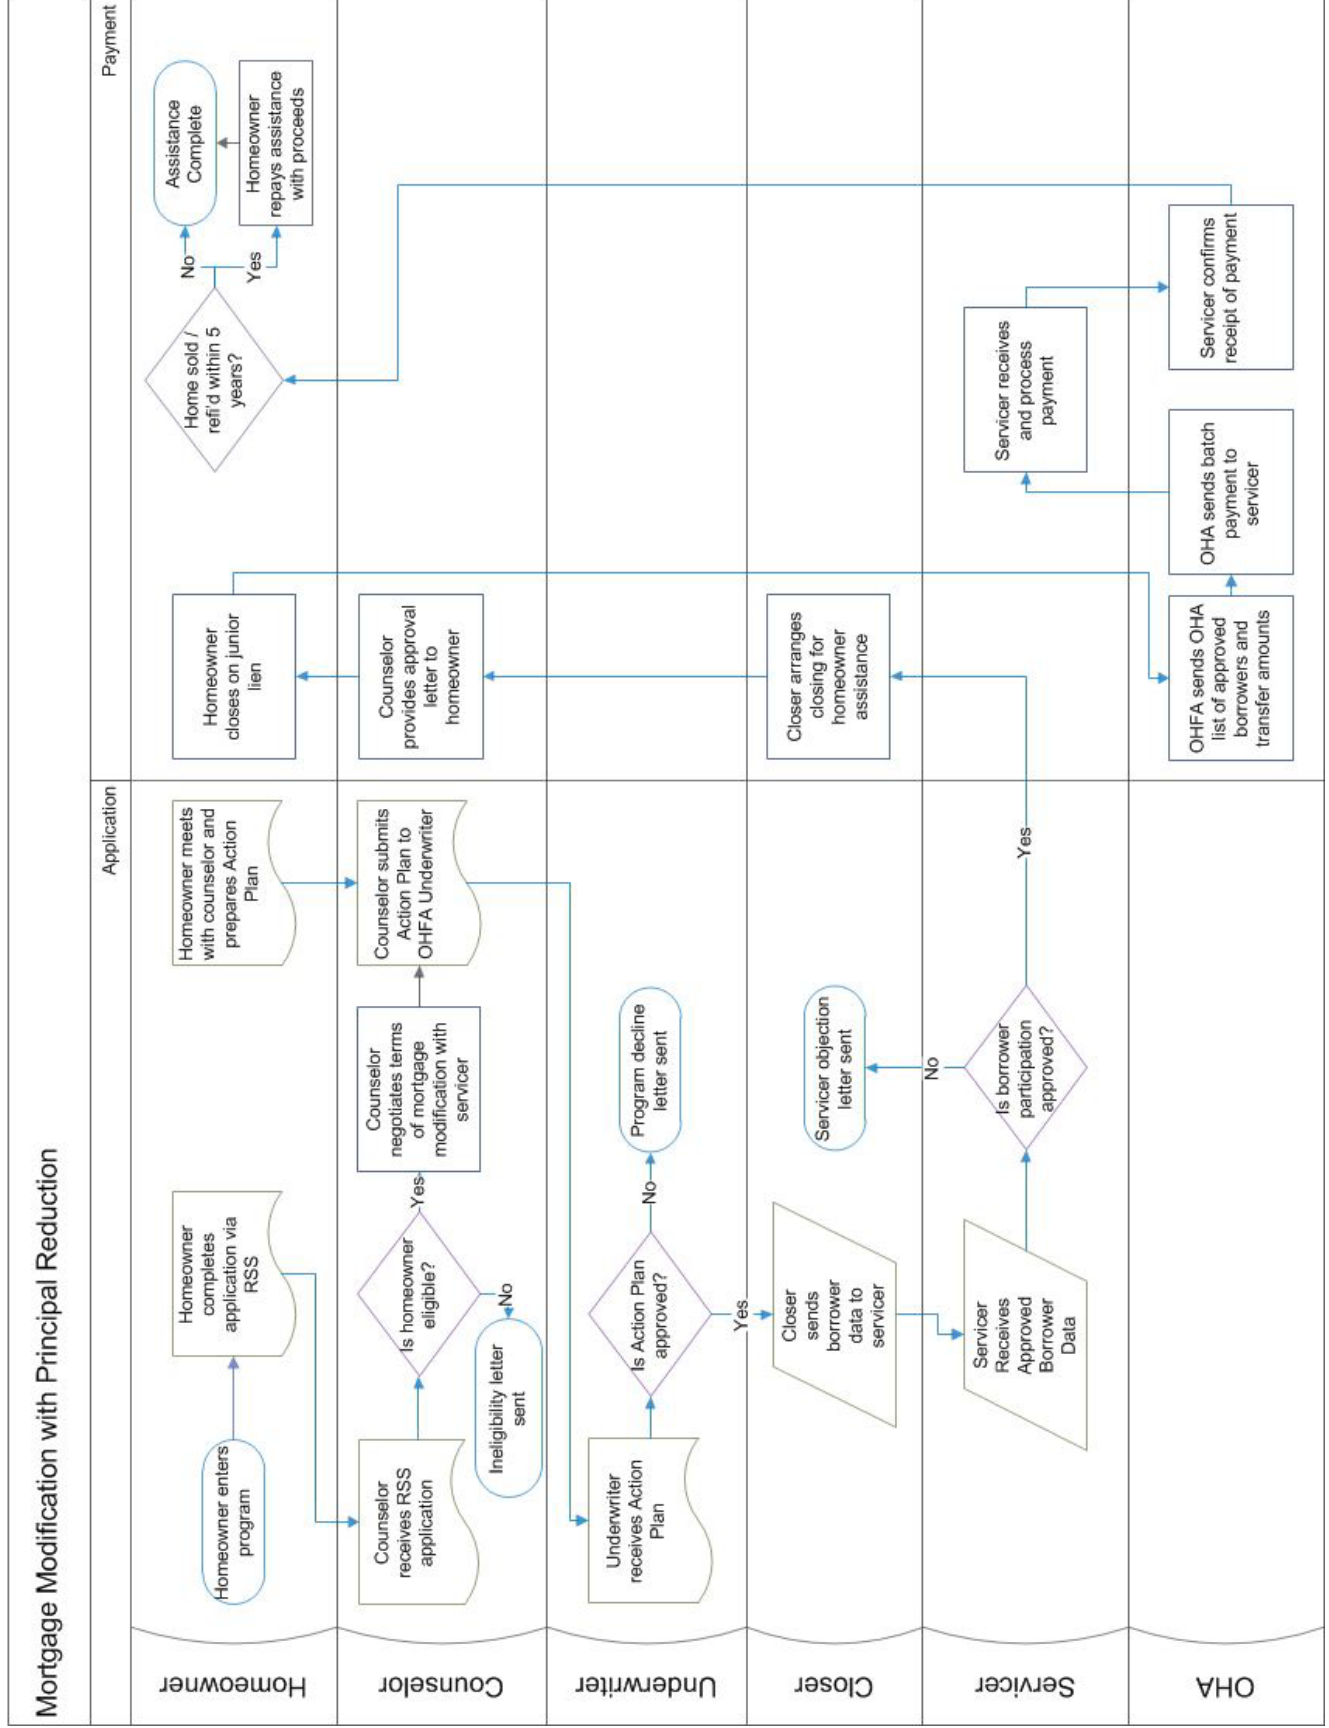 Mortgage Modification with Principal Reduction
Application
Payment
Homeowner
Homeowner enters
program
Homeowner
completes
application via
RSS
Homeowner meets
with counselor and
prepares Action
Plan
Homeowner
closes on junior
lien
Home sold /
refi'd within 5
years?
No
Yes
Assistance
Complete
Homeowner
repays assistance
with proceeds
Counselor
Counselor
receives RSS
application
Is homeowner
eligible?
Yes
No
Ineligibility letter
sent
Counselor
negotiates terms
of mortgage
modification with
servicer
Counselor submits
Action Plan to
OHFA Underwriter
Counselor
provides approval
letter to
homeowner
Underwriter
Underwriter
receives Action
Plan
Is Action Plan
approved?
No
Yes
Program decline
letter sent
Closer
Closer
sends
borrower
data to
servicer
Servicer objection
letter sent
Closer arranges
closing for
homeowner
assistance
Servicer
Servicer
Receives
Approved
Borrower
Data
Is borrower
participation
approved?
No
Yes
Servicer receives
and process
payment
OHA
OHFA sends OHA
list of approved
borrowers and
transfer amounts
OHA sends batch
payment to
servicer
Servicer confirms
receipt of payment